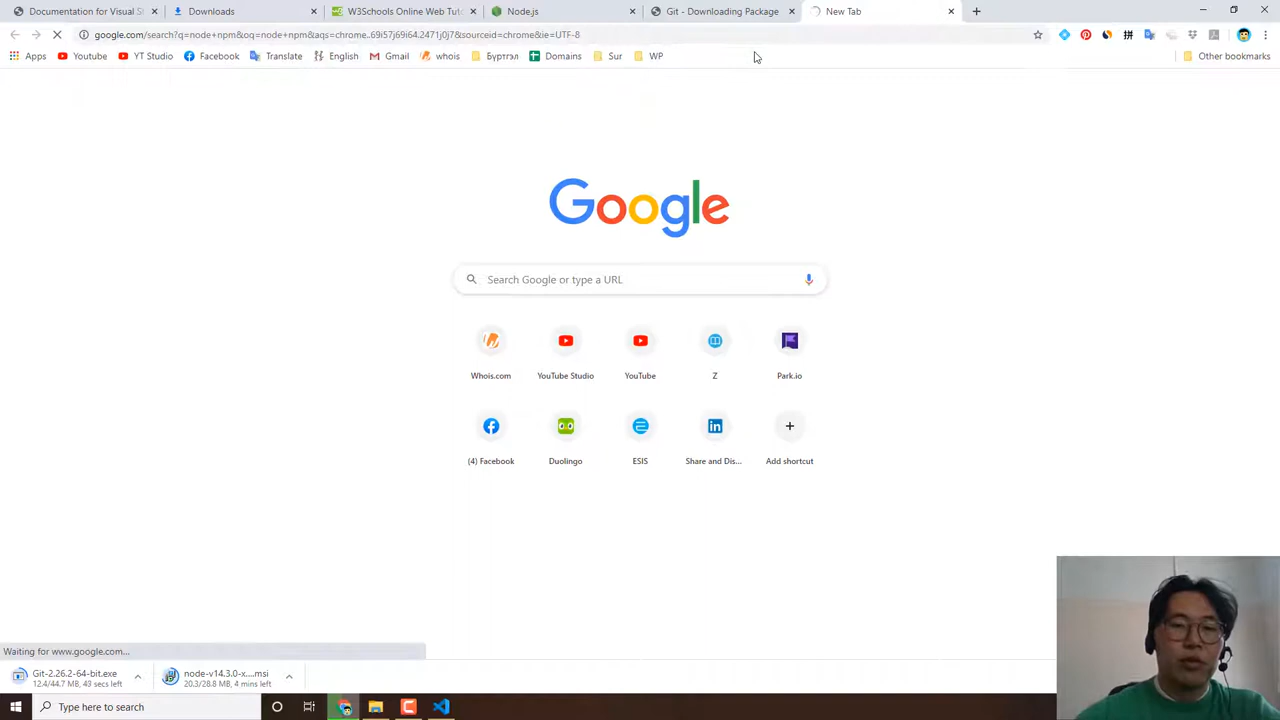 Documentation for Visual St
Downloads
W3Schools Online Web Tuto
Node.js
Git - Downloading Package
New Tab
google.com/search?q=node+npm&oq=node+npm&aqs=chrome..69i57j69i64.2471j0j7&sourceid=chrome&ie=UTF-8
Apps
Youtube
YT Studio
Facebook
Translate
English
Gmail
whois
Бүртгэл
Domains
Sur
WP
Other bookmarks
Google
Search Google or type a URL
Whois.com
YouTube Studio
YouTube
Z
Park.io
(4) Facebook
Duolingo
ESIS
Share and Dis...
Add shortcut
Waiting for www.google.com...
Git-2.26.2-64-bit.exe
12.4/44.7 MB, 49 secs left
node-v14.3.0-x....msi
20.3/28.8 MB, 4 mins left
Type here to search